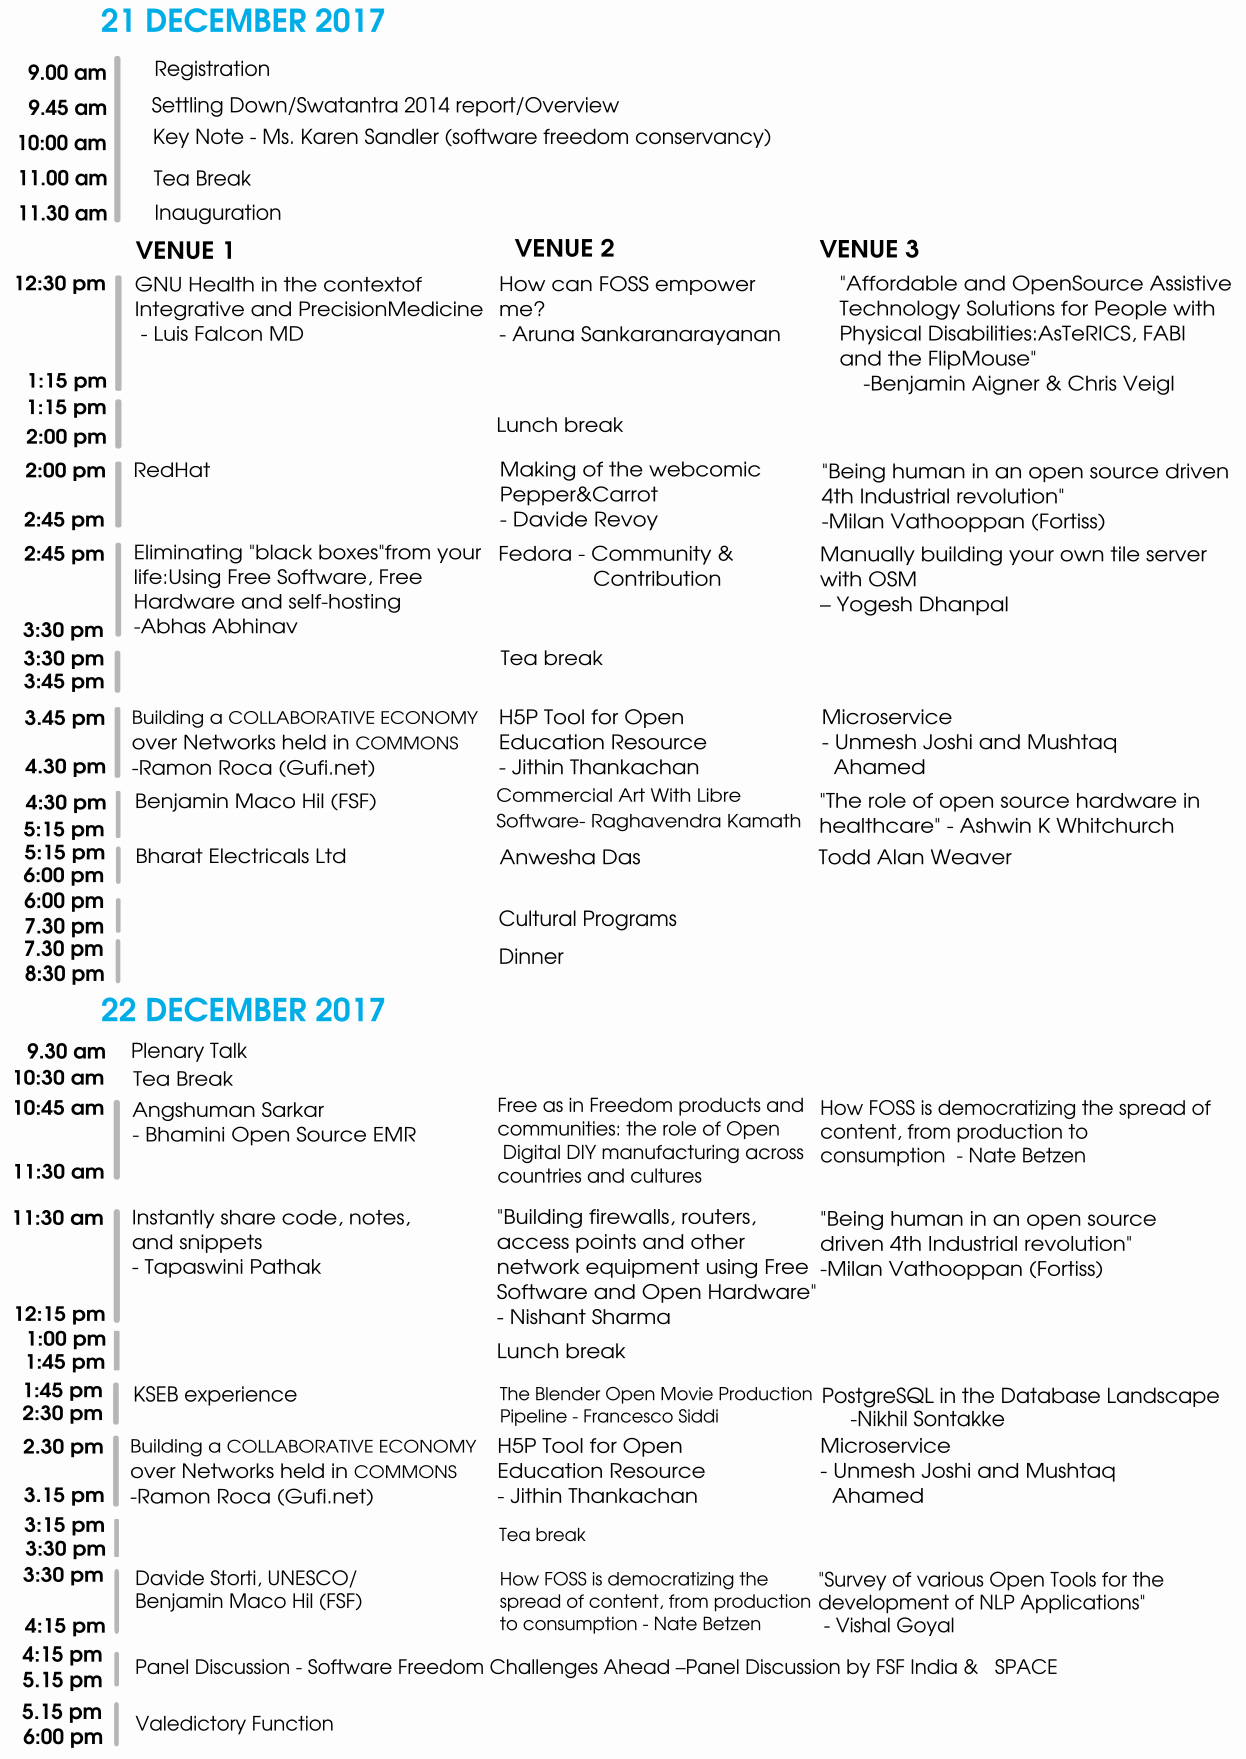 21 DECEMBER 2017
9.00 am Registration
9.45 am Settling Down/Swatantra 2014 report/Overview
10:00 am Key Note - Ms. Karen Sandler (software freedom conservancy)
11.00 am Tea Break
11.30 am Inauguration
VENUE 1 VENUE 2 VENUE 3
12:30 pm
1:15 pm
GNU Health in the contextof
Integrative and PrecisionMedicine
- Luis Falcon MD
How can FOSS empower
me?
- Aruna Sankaranarayanan
"Affordable and OpenSource Assistive
Technology Solutions for People with
Physical Disabilities:AsTeRICS, FABI
and the FlipMouse"
-Benjamin Aigner & Chris Veigl
1:15 pm
2:00 pm
Lunch break
2:00 pm
2:45 pm
RedHat
Making of the webcomic
Pepper&Carrot
- Davide Revoy
"Being human in an open source driven
4th Industrial revolution"
-Milan Vathooppan (Fortiss)
2:45 pm
3:30 pm
Eliminating "black boxes"from your
life:Using Free Software, Free
Hardware and self-hosting
-Abhas Abhinav
Fedora - Community &
Contribution
Manually building your own tile server
with OSM
– Yogesh Dhanpal
3:30 pm
3:45 pm
Tea break
3.45 pm
4.30 pm
Building a COLLABORATIVE ECONOMY
over Networks held in COMMONS
-Ramon Roca (Gufi.net)
H5P Tool for Open
Education Resource
- Jithin Thankachan
Microservice
- Unmesh Joshi and Mushtaq
Ahamed
4:30 pm
5:15 pm
Benjamin Maco Hil (FSF)
Commercial Art With Libre
Software- Raghavendra Kamath
"The role of open source hardware in
healthcare" - Ashwin K Whitchurch
5:15 pm
6:00 pm
Bharat Electricals Ltd
Anwesha Das
Todd Alan Weaver
6:00 pm
7.30 pm
Cultural Programs
7.30 pm
8:30 pm
Dinner
22 DECEMBER 2017
9.30 am Plenary Talk
10:30 am Tea Break
10:45 am
11:30 am
Angshuman Sarkar
- Bhamini Open Source EMR
Free as in Freedom products and
communities: the role of Open
Digital DIY manufacturing across
countries and cultures
How FOSS is democratizing the spread of
content, from production to
consumption - Nate Betzen
11:30 am
12:15 pm
Instantly share code, notes,
and snippets
- Tapaswini Pathak
"Building firewalls, routers,
access points and other
network equipment using Free
Software and Open Hardware"
- Nishant Sharma
"Being human in an open source
driven 4th Industrial revolution"
-Milan Vathooppan (Fortiss)
1:00 pm
1:45 pm
Lunch break
1:45 pm
2:30 pm
KSEB experience
The Blender Open Movie Production
Pipeline - Francesco Siddi
PostgreSQL in the Database Landscape
-Nikhil Sontakke
2.30 pm
3.15 pm
Building a COLLABORATIVE ECONOMY
over Networks held in COMMONS
-Ramon Roca (Gufi.net)
H5P Tool for Open
Education Resource
- Jithin Thankachan
Microservice
- Unmesh Joshi and Mushtaq
Ahamed
3:15 pm
3:30 pm
Tea break
3:30 pm
4:15 pm
Davide Storti, UNESCO/
Benjamin Maco Hil (FSF)
How FOSS is democratizing the
spread of content, from production
to consumption - Nate Betzen
"Survey of various Open Tools for the
development of NLP Applications"
- Vishal Goyal
4:15 pm
5.15 pm
Panel Discussion - Software Freedom Challenges Ahead –Panel Discussion by FSF India & SPACE
5.15 pm
6:00 pm
Valedictory Function